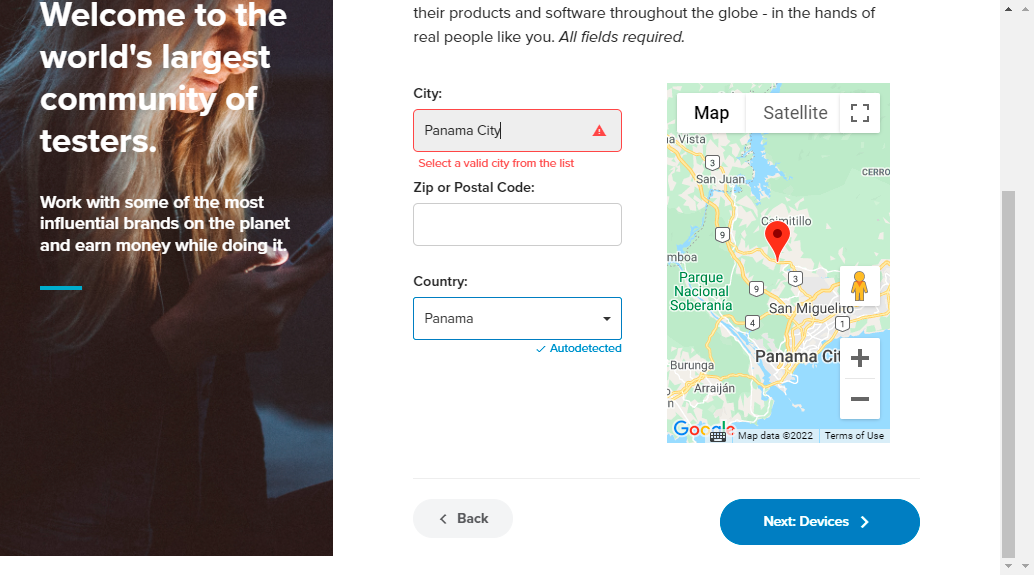 Welcome to the
world's largest
community of
testers.
Work with some of the most
influential brands on the planet
and earn money while doing it.
their products and software throughout the globe - in the hands of
real people like you. All fields required.
City:
Panama City
Select a valid city from the list
Zip or Postal Code:
Country:
Panama
Autodetected
Map
Satellite
Vista
3
San Juan
CERRO
Caimitillo
9
mboa
Parque
Nacional
Soberanía
3
9
San Miguelito
4
1
Panama Cit
Burunga
Arraiján
n
Google
Map data ©2022
Terms of Use
Back
Next: Devices